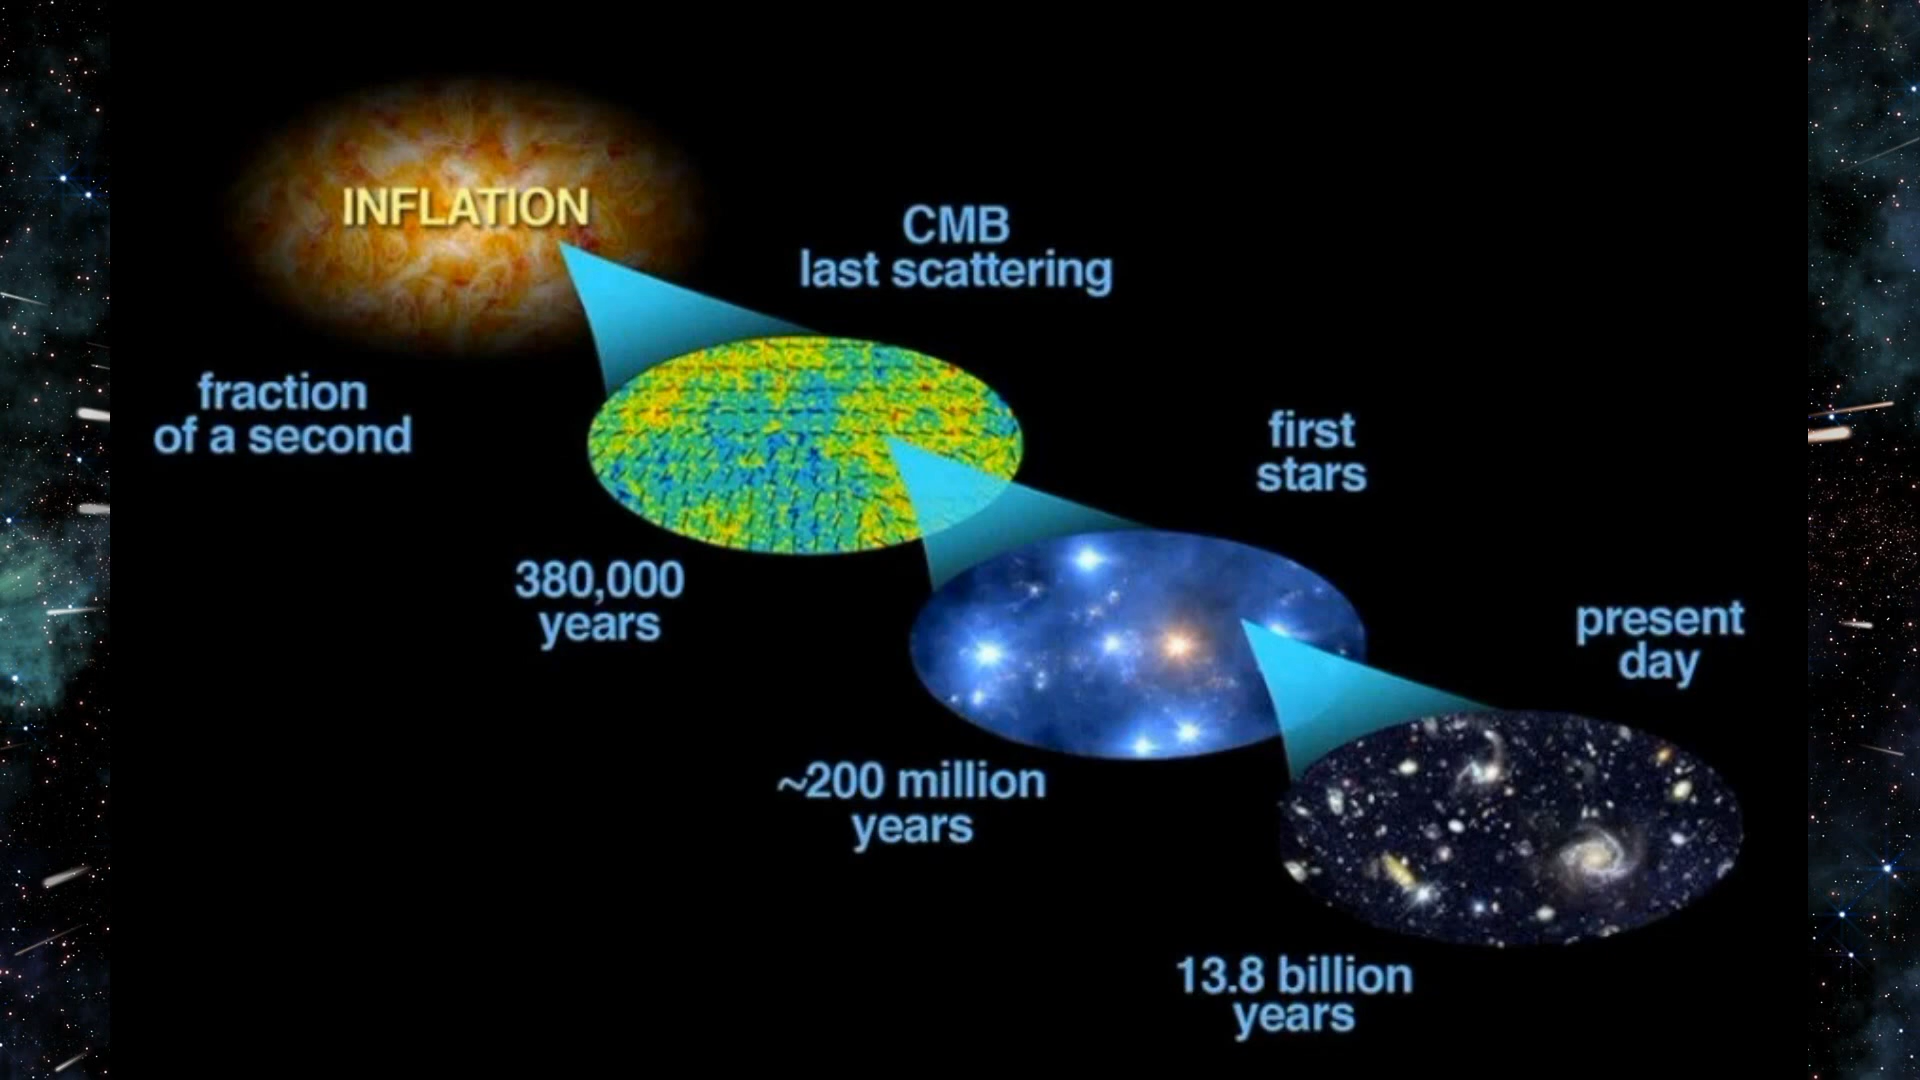 INFLATION
fraction
of a second
CMB
last scattering
380,000
years
first
stars
~200 million
years
present
day
13.8 billion
years